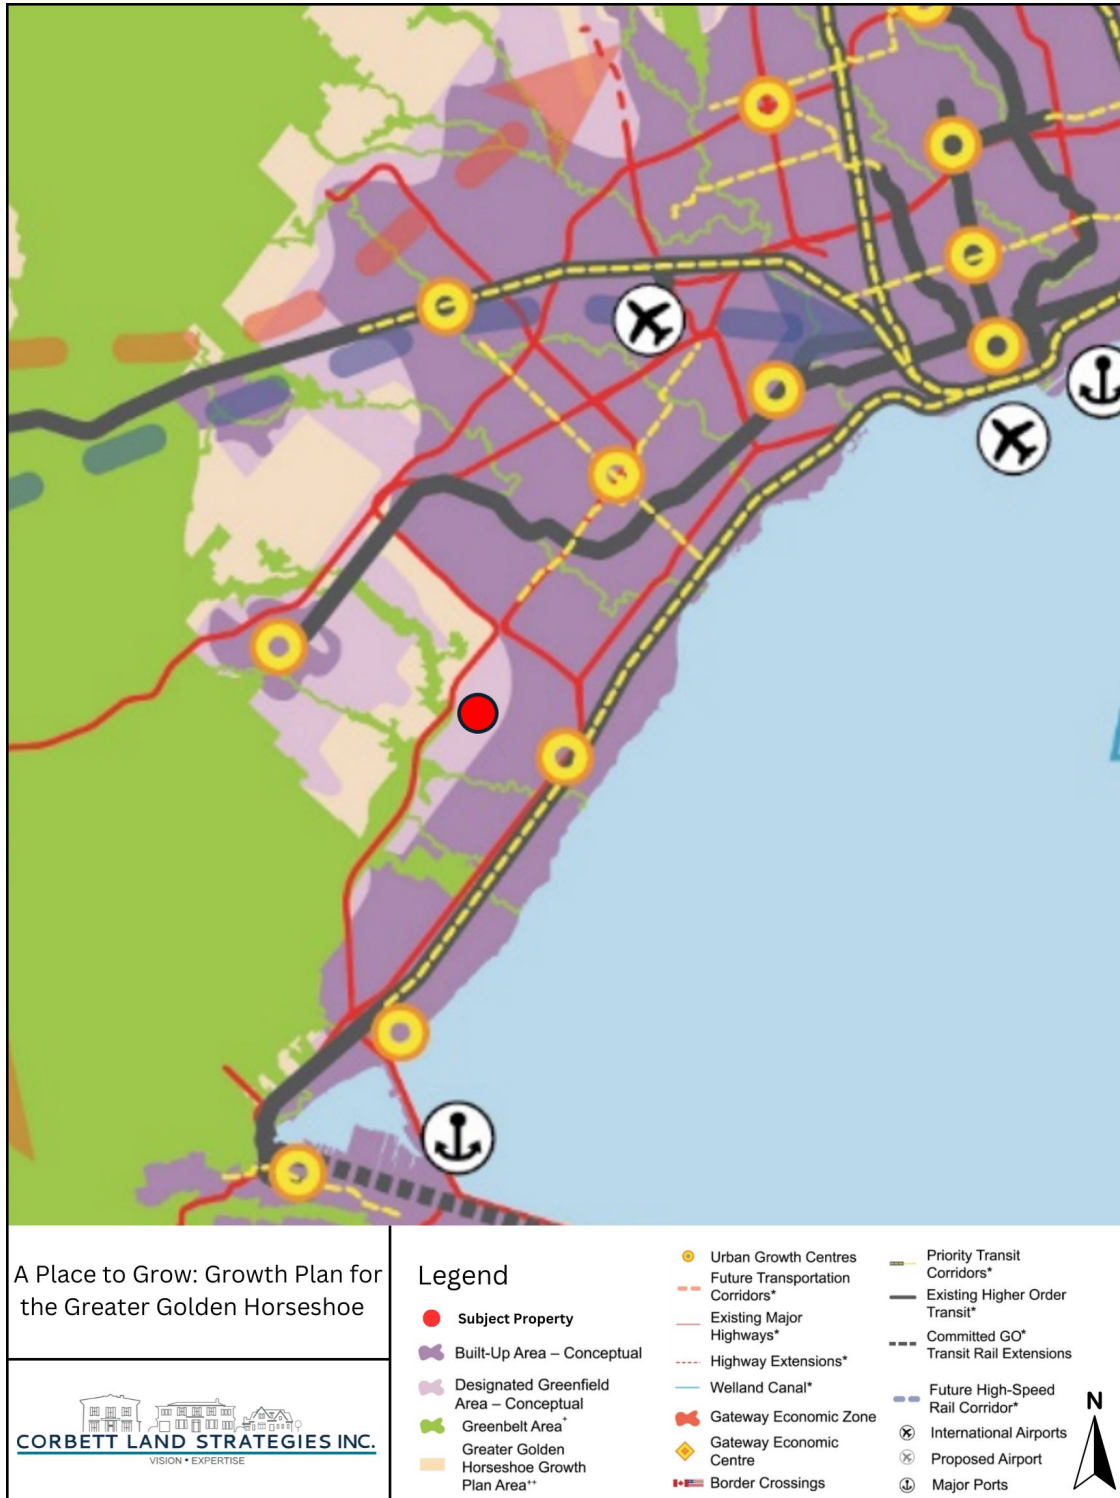 A Place to Grow: Growth Plan for
the Greater Golden Horseshoe
CORBETT LAND STRATEGIES INC.
VISION • EXPERTISE
Legend
Subject Property
Built-Up Area – Conceptual
Designated Greenfield
Area – Conceptual
Greenbelt Area+
Greater Golden
Horseshoe Growth
Plan Area++
Urban Growth Centres
Future Transportation
Corridors*
Existing Major
Highways*
Highway Extensions*
Welland Canal*
Gateway Economic Zone
Gateway Economic
Centre
Border Crossings
Priority Transit
Corridors*
Existing Higher Order
Transit*
Committed GO*
Transit Rail Extensions
Future High-Speed
Rail Corridor*
International Airports
Proposed Airport
Major Ports
N